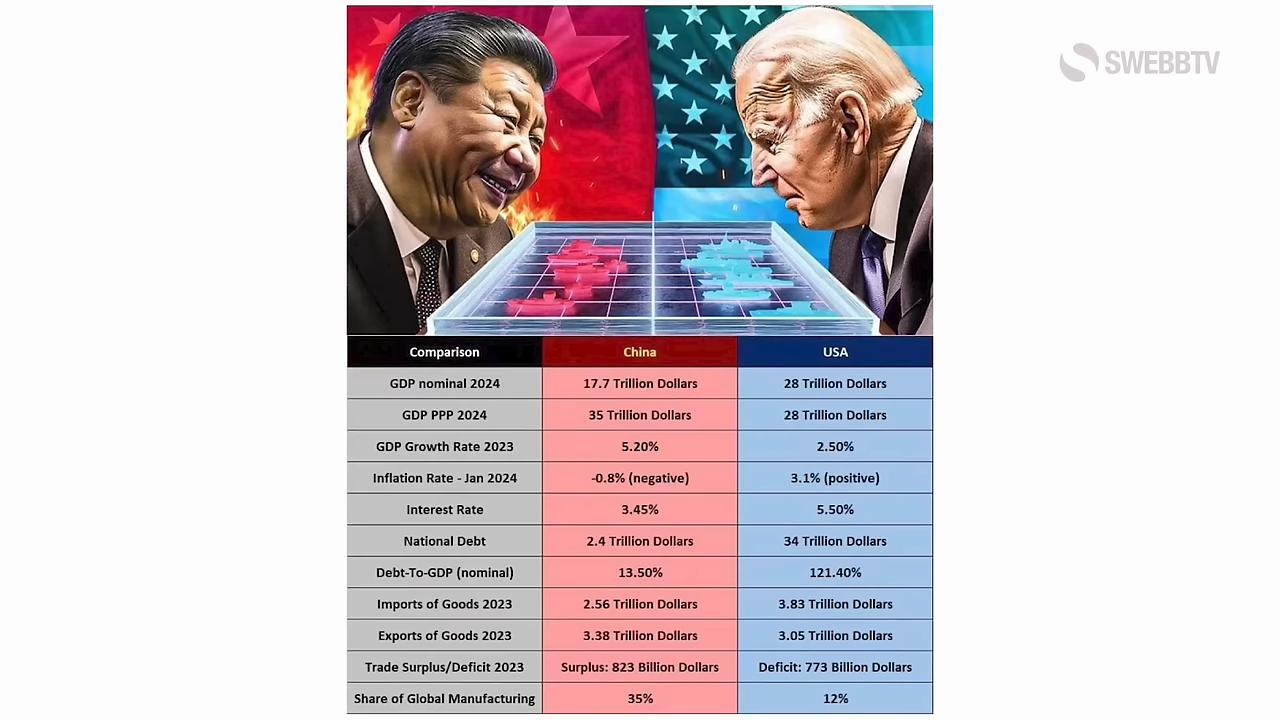 SWEBBTV
Comparison China USA
GDP nominal 2024 17.7 Trillion Dollars 28 Trillion Dollars
GDP PPP 2024 35 Trillion Dollars 28 Trillion Dollars
GDP Growth Rate 2023 5.20% 2.50%
Inflation Rate - Jan 2024 -0.8% (negative) 3.1% (positive)
Interest Rate 3.45% 5.50%
National Debt 2.4 Trillion Dollars 34 Trillion Dollars
Debt-To-GDP (nominal) 13.50% 121.40%
Imports of Goods 2023 2.56 Trillion Dollars 3.83 Trillion Dollars
Exports of Goods 2023 3.38 Trillion Dollars 3.05 Trillion Dollars
Trade Surplus/Deficit 2023 Surplus: 823 Billion Dollars Deficit: 773 Billion Dollars
Share of Global Manufacturing 35% 12%